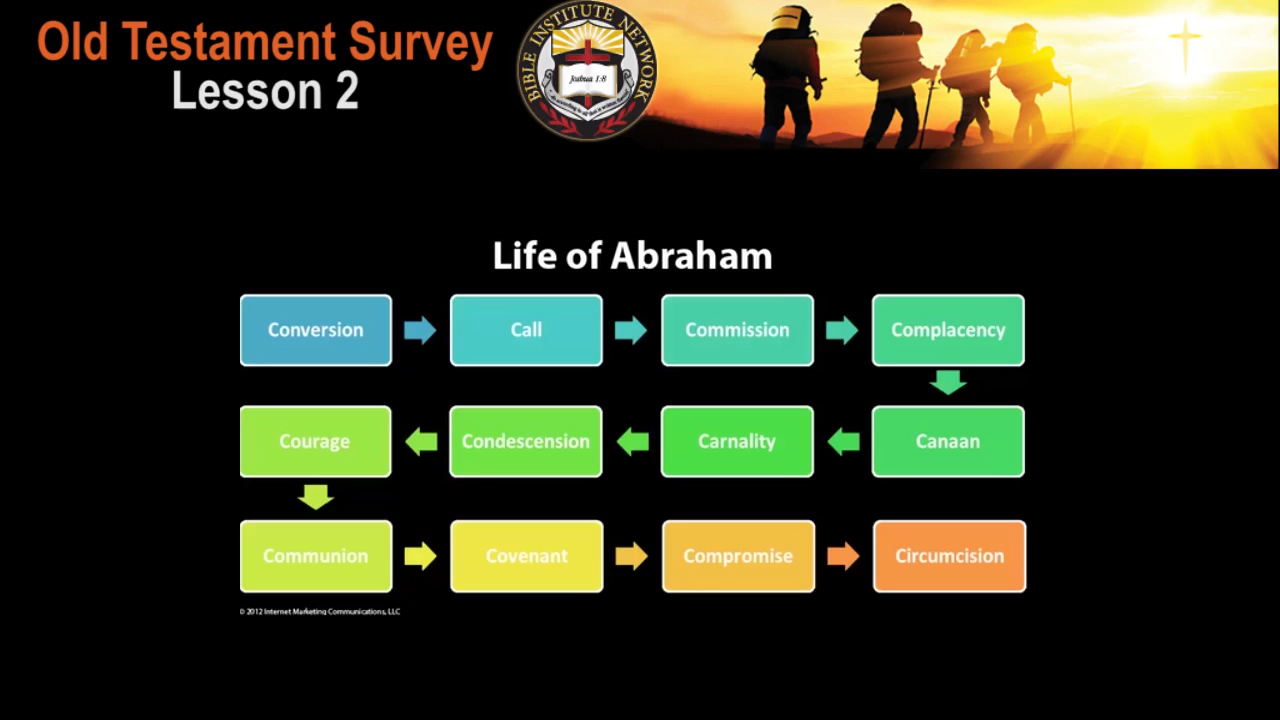 Old Testament Survey
Lesson 2
BIBLE INSTITUTE NETWORK
Joshua 1:8
Life of Abraham
Conversion
Call
Commission
Complacency
Canaan
Carnality
Condescension
Courage
Communion
Covenant
Compromise
Circumcision
© 2012 Internet Marketing Communications, LLC